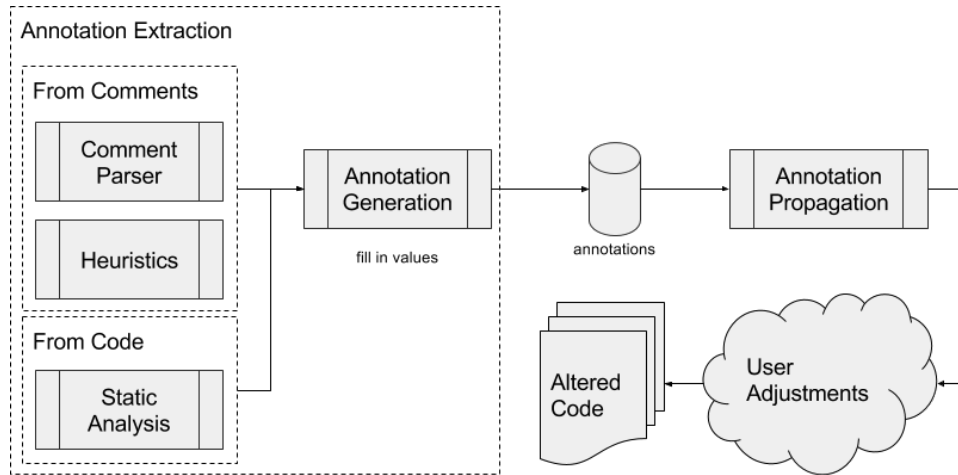 Annotation Extraction
From Comments
Comment
Parser
Heuristics
From Code
Static
Analysis
Annotation
Generation
fill in values
annotations
Annotation
Propagation
User
Adjustments
Altered
Code